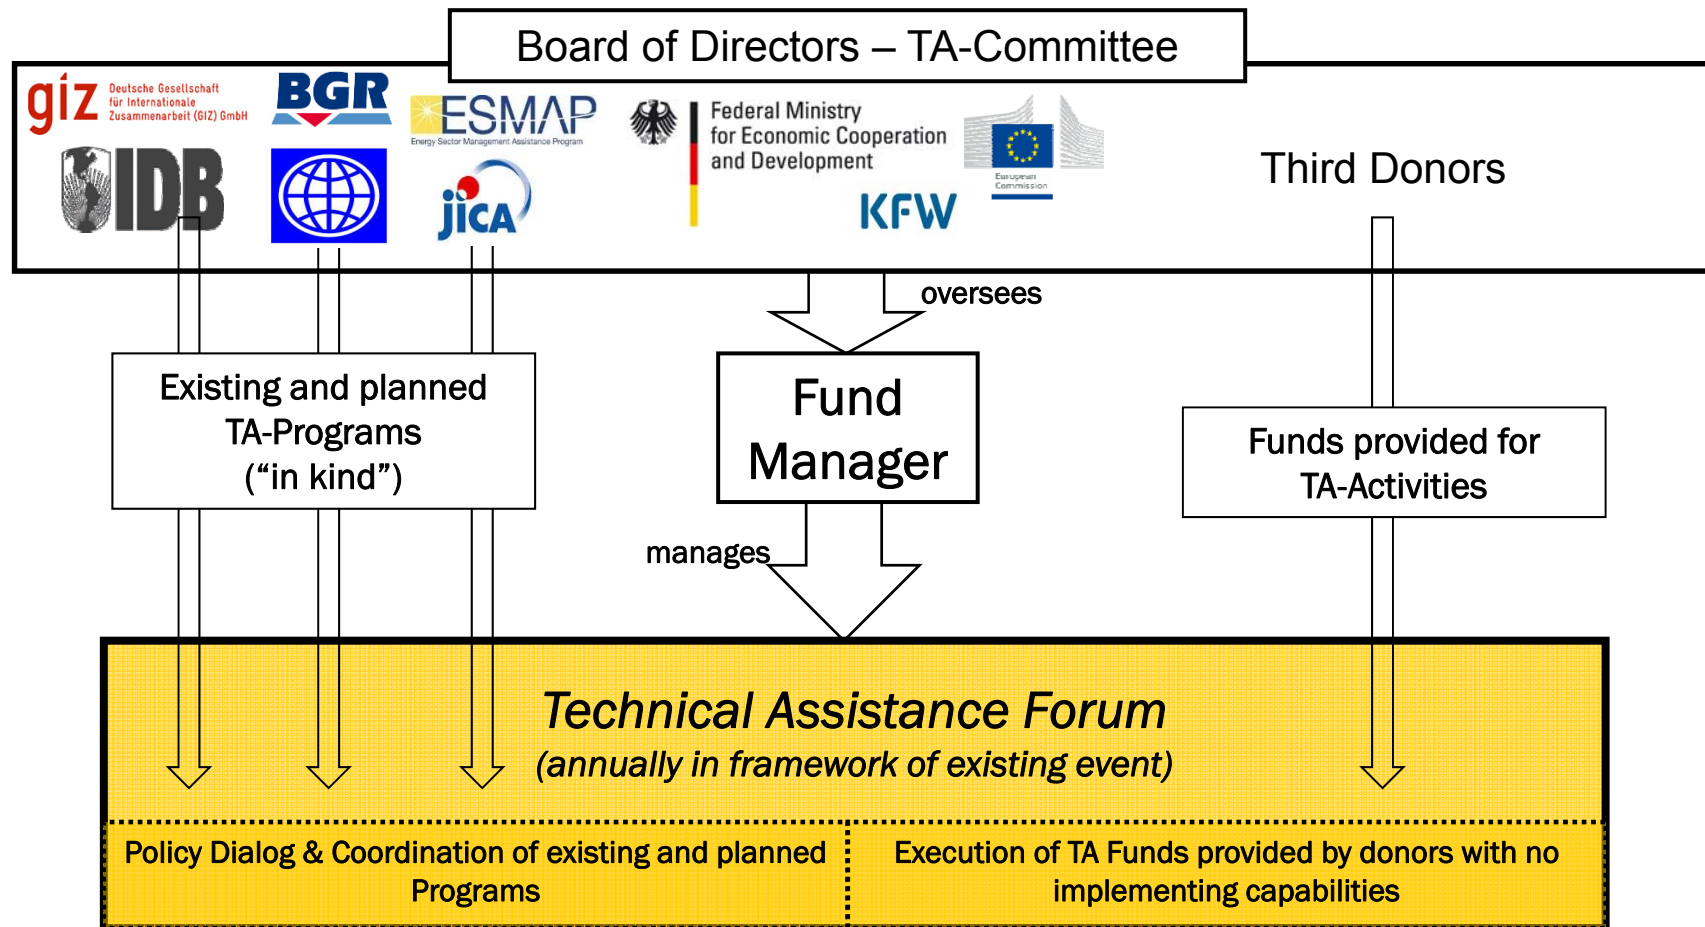 Board of Directors – TA-Committee
giz
Deutsche Gesellschaft
für Internationale
Zusammenarbeit (GIZ) GmbH
BGR
ESMAP
Energy Sector Management Assistance Program
Federal Ministry
for Economic Cooperation
and Development
European
Commission
IDB
jICA
KFW
Third Donors
oversees
Existing and planned
TA-Programs
(“in kind”)
Fund
Manager
Funds provided for
TA-Activities
manages
Technical Assistance Forum
(annually in framework of existing event)
Policy Dialog & Coordination of existing and planned
Programs
Execution of TA Funds provided by donors with no
implementing capabilities